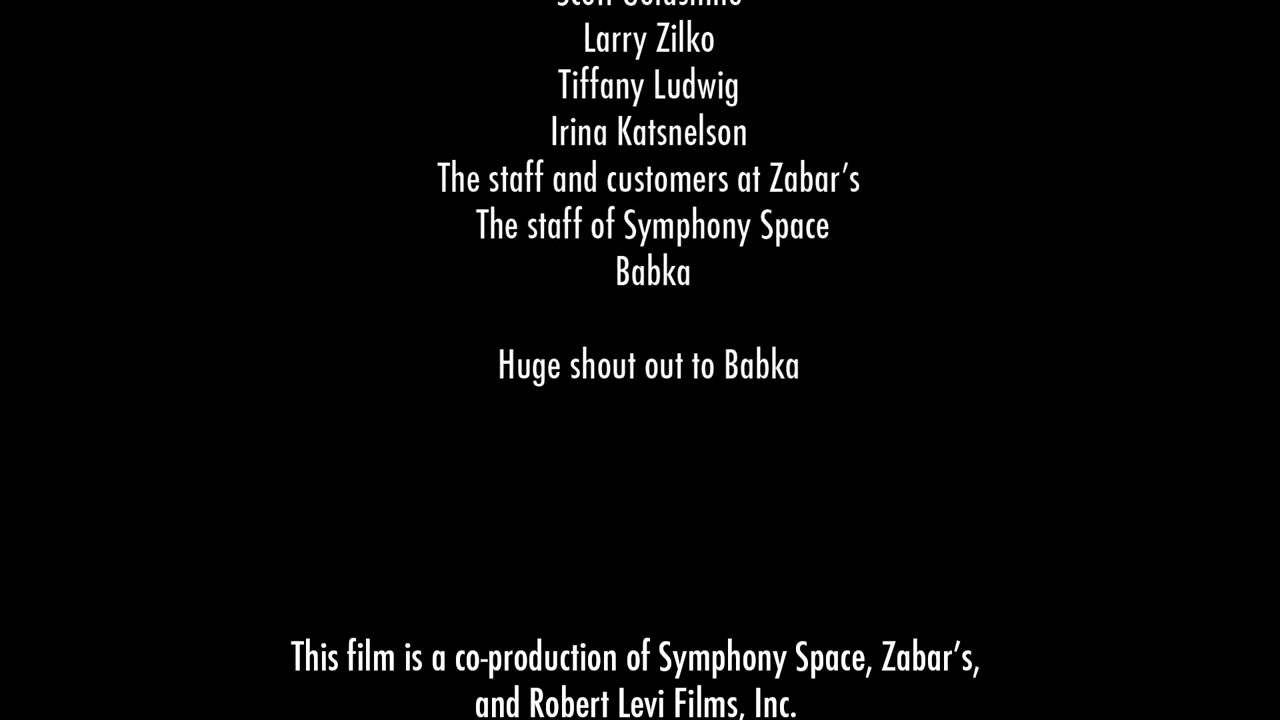 Larry Zilko
Tiffany Ludwig
Irina Katsnelson
The staff and customers at Zabar’s
The staff of Symphony Space
Babka
Huge shout out to Babka
This film is a co-production of Symphony Space, Zabar’s,
and Robert Levi Films, Inc.